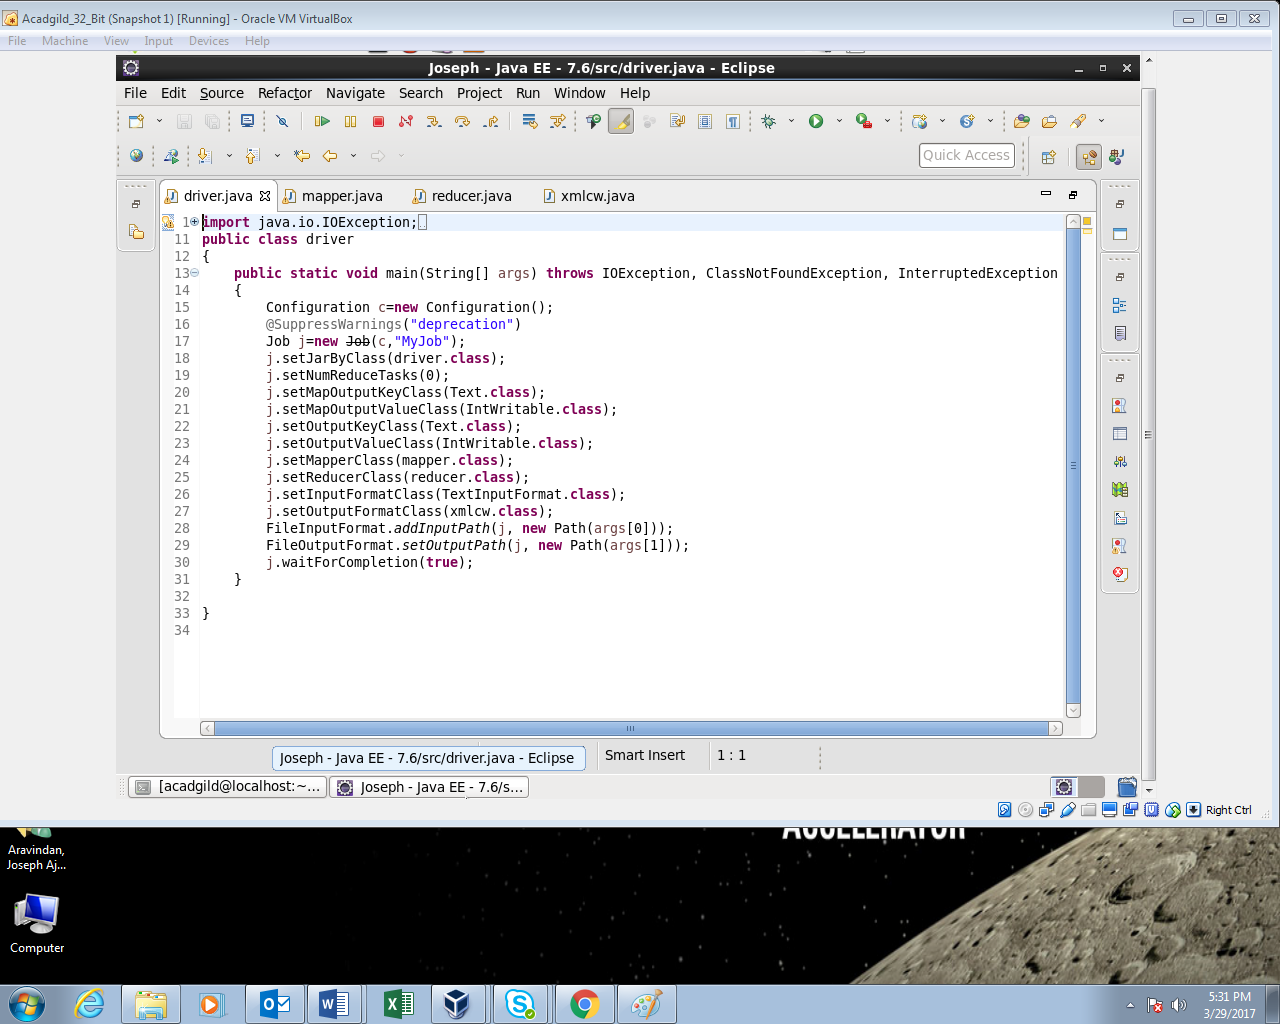 Acadgild_32_Bit (Snapshot 1) [Running] - Oracle VM VirtualBox
File Machine View Input Devices Help
Joseph - Java EE - 7.6/src/driver.java - Eclipse
File Edit Source Refactor Navigate Search Project Run Window Help
Quick Access
driver.java mapper.java reducer.java xmlcw.java
1 import java.io.IOException;
11 public class driver
12 {
13 public static void main(String[] args) throws IOException, ClassNotFoundException, InterruptedException
14 {
15 Configuration c=new Configuration();
16 @SuppressWarnings("deprecation")
17 Job j=new Job(c,"MyJob");
18 j.setJarByClass(driver.class);
19 j.setNumReduceTasks(0);
20 j.setMapOutputKeyClass(Text.class);
21 j.setMapOutputValueClass(IntWritable.class);
22 j.setOutputKeyClass(Text.class);
23 j.setOutputValueClass(IntWritable.class);
24 j.setMapperClass(mapper.class);
25 j.setReducerClass(reducer.class);
26 j.setInputFormatClass(TextInputFormat.class);
27 j.setOutputFormatClass(xmlcw.class);
28 FileInputFormat.addInputPath(j, new Path(args[0]));
29 FileOutputFormat.setOutputPath(j, new Path(args[1]));
30 j.waitForCompletion(true);
31 }
32
33 }
34
Joseph - Java EE - 7.6/src/driver.java - Eclipse
Smart Insert 1 : 1
[acadgild@localhost:~... Joseph - Java EE - 7.6/s...
Right Ctrl
ACCELERATOR
Aravindan,
Joseph Aj...
Computer
5:31 PM
3/29/2017